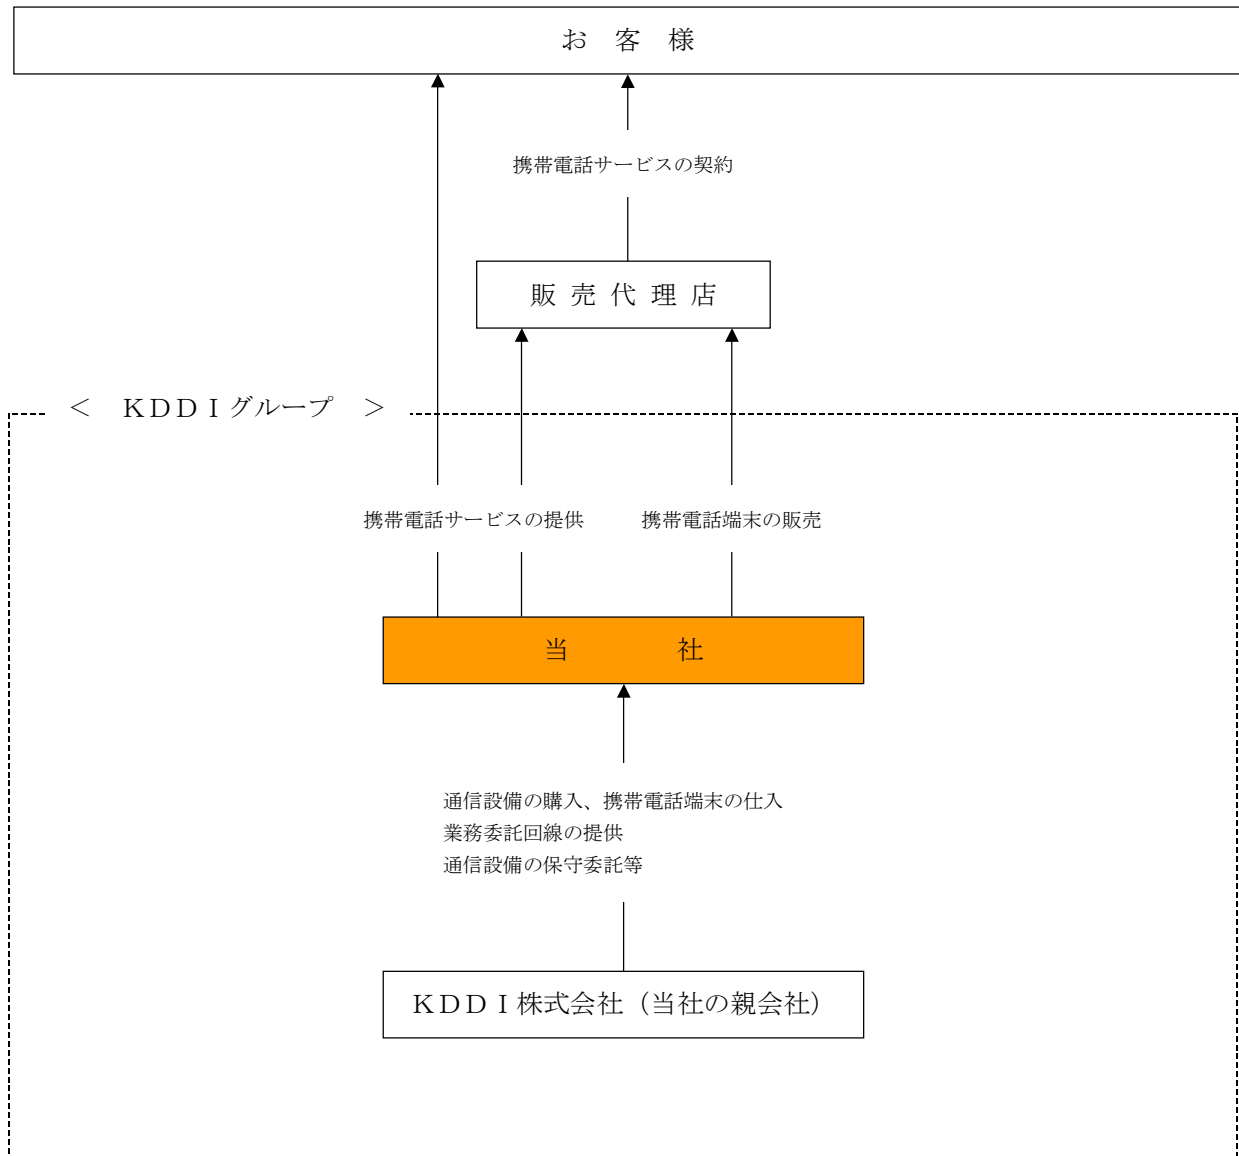 お　客　様
携帯電話サービスの契約
販 売 代 理 店
＜　ＫＤＤＩグループ　＞
携帯電話サービスの提供
携帯電話端末の販売
当　　　　社
通信設備の購入、携帯電話端末の仕入
業務委託回線の提供
通信設備の保守委託等
ＫＤＤＩ株式会社（当社の親会社）